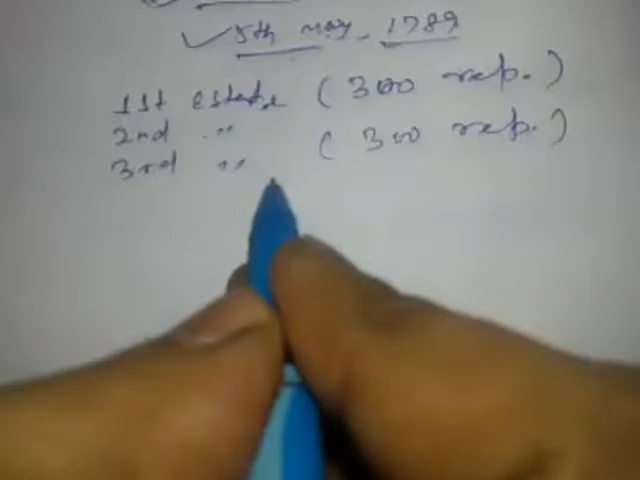 ✓ 5th may - 1789
1st estate (300 rep.)
2nd " (300 rep.)
3rd "